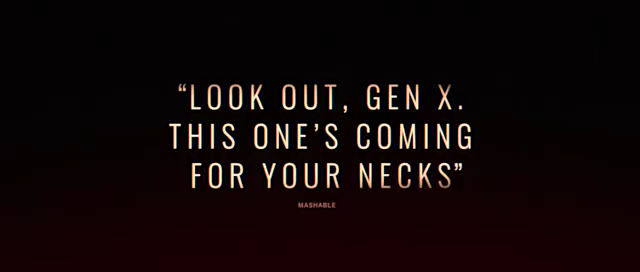 “LOOK OUT, GEN X.
THIS ONE’S COMING
FOR YOUR NECKS”
MASHABLE